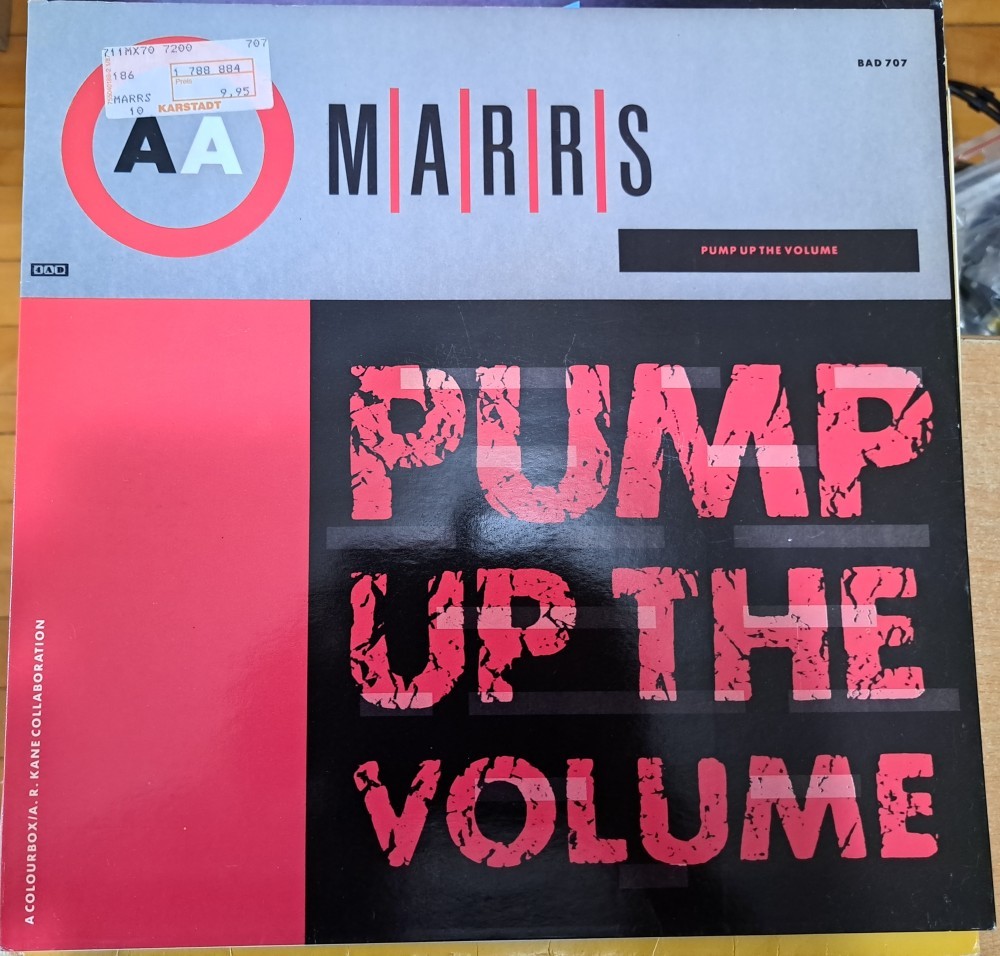 711MX70 7200 707
186
1 788 884
Preis
9,95
MARRS
10 KARSTADT
BAD 707
AA
M|A|R|R|S
PUMP UP THE VOLUME
4AD
PUMP
UP THE
VOLUME
A COLOURBOX/A. R. KANE COLLABORATION